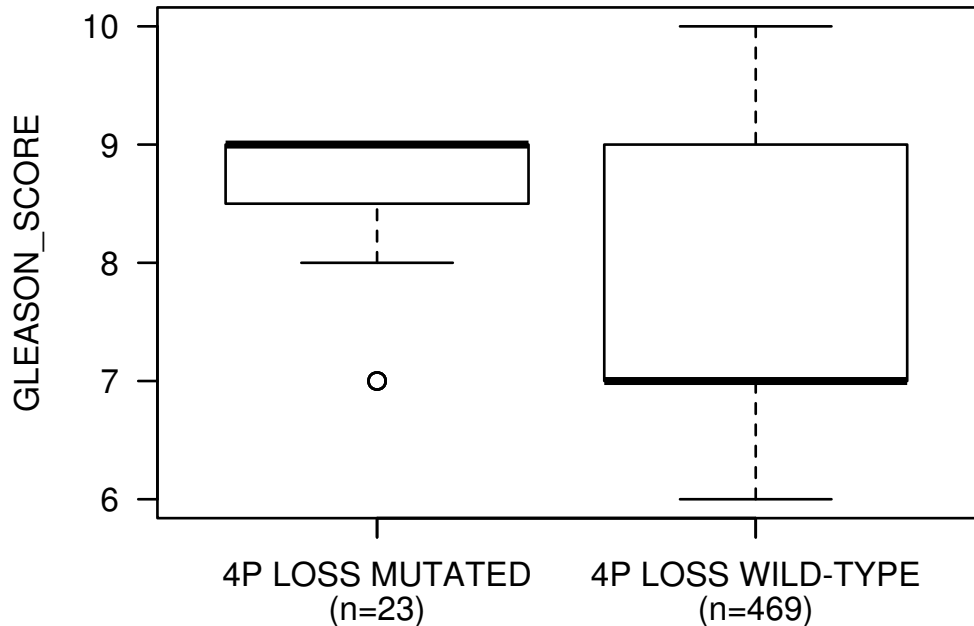 GLEASON_SCORE
10
9
8
7
6
4P LOSS MUTATED
(n=23)
4P LOSS WILD-TYPE
(n=469)